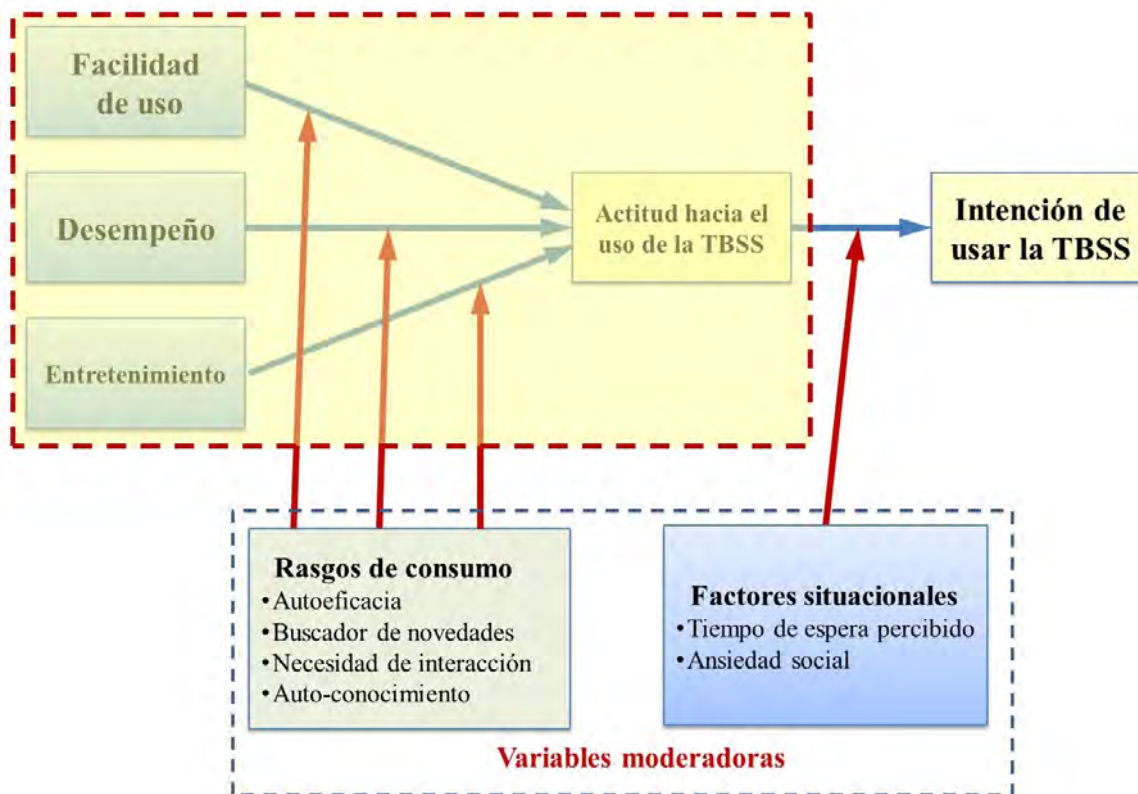 Facilidad
de uso
Desempeño
Entretenimiento
Actitud hacia el
uso de la TBSS
Intención de
usar la TBSS
Rasgos de consumo
•Autoeficacia
•Buscador de novedades
•Necesidad de interacción
•Auto-conocimiento
Factores situacionales
•Tiempo de espera percibido
•Ansiedad social
Variables moderadoras